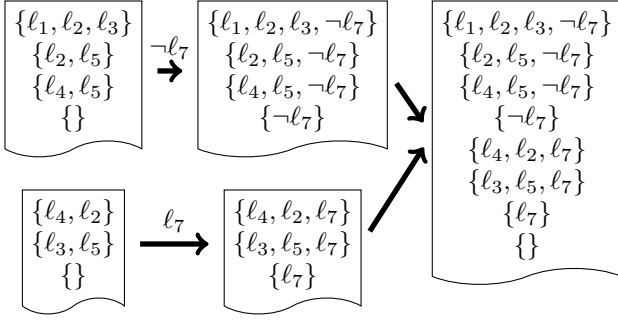 {ℓ₁, ℓ₂, ℓ₃}
{ℓ₂, ℓ₅}
{ℓ₄, ℓ₅}
{}
¬ℓ₇
{ℓ₁, ℓ₂, ℓ₃, ¬ℓ₇}
{ℓ₂, ℓ₅, ¬ℓ₇}
{ℓ₄, ℓ₅, ¬ℓ₇}
{¬ℓ₇}
{ℓ₄, ℓ₂}
{ℓ₃, ℓ₅}
{}
ℓ₇
{ℓ₄, ℓ₂, ℓ₇}
{ℓ₃, ℓ₅, ℓ₇}
{ℓ₇}
{ℓ₁, ℓ₂, ℓ₃, ¬ℓ₇}
{ℓ₂, ℓ₅, ¬ℓ₇}
{ℓ₄, ℓ₅, ¬ℓ₇}
{¬ℓ₇}
{ℓ₄, ℓ₂, ℓ₇}
{ℓ₃, ℓ₅, ℓ₇}
{ℓ₇}
{}